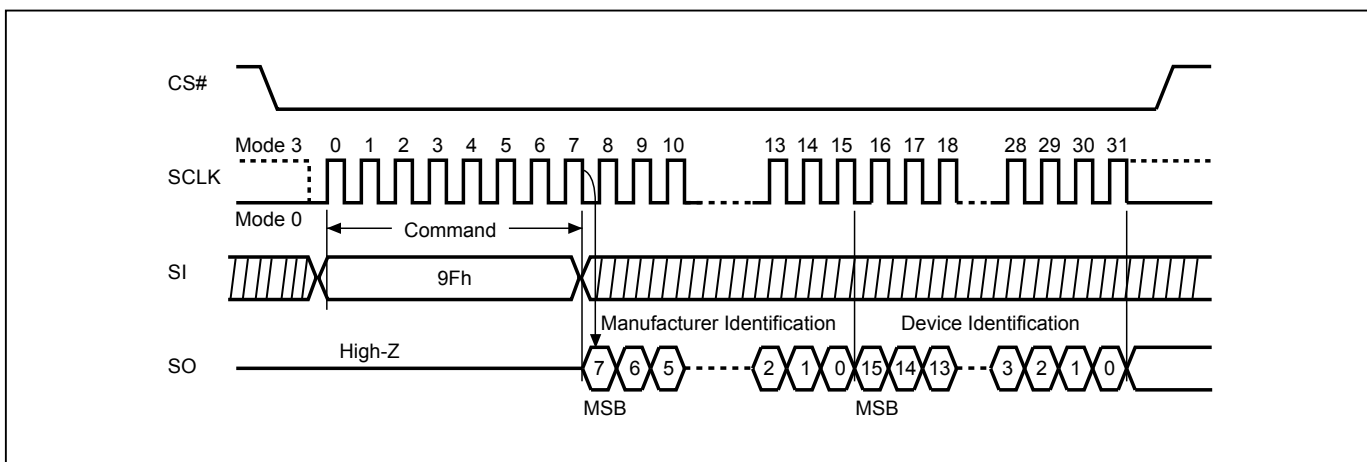 CS#
Mode 3 0 1 2 3 4 5 6 7 8 9 10 13 14 15 16 17 18 28 29 30 31
SCLK
Mode 0
Command
SI 9Fh
Manufacturer Identification Device Identification
High-Z
SO 7 6 5 2 1 0 15 14 13 3 2 1 0
MSB MSB